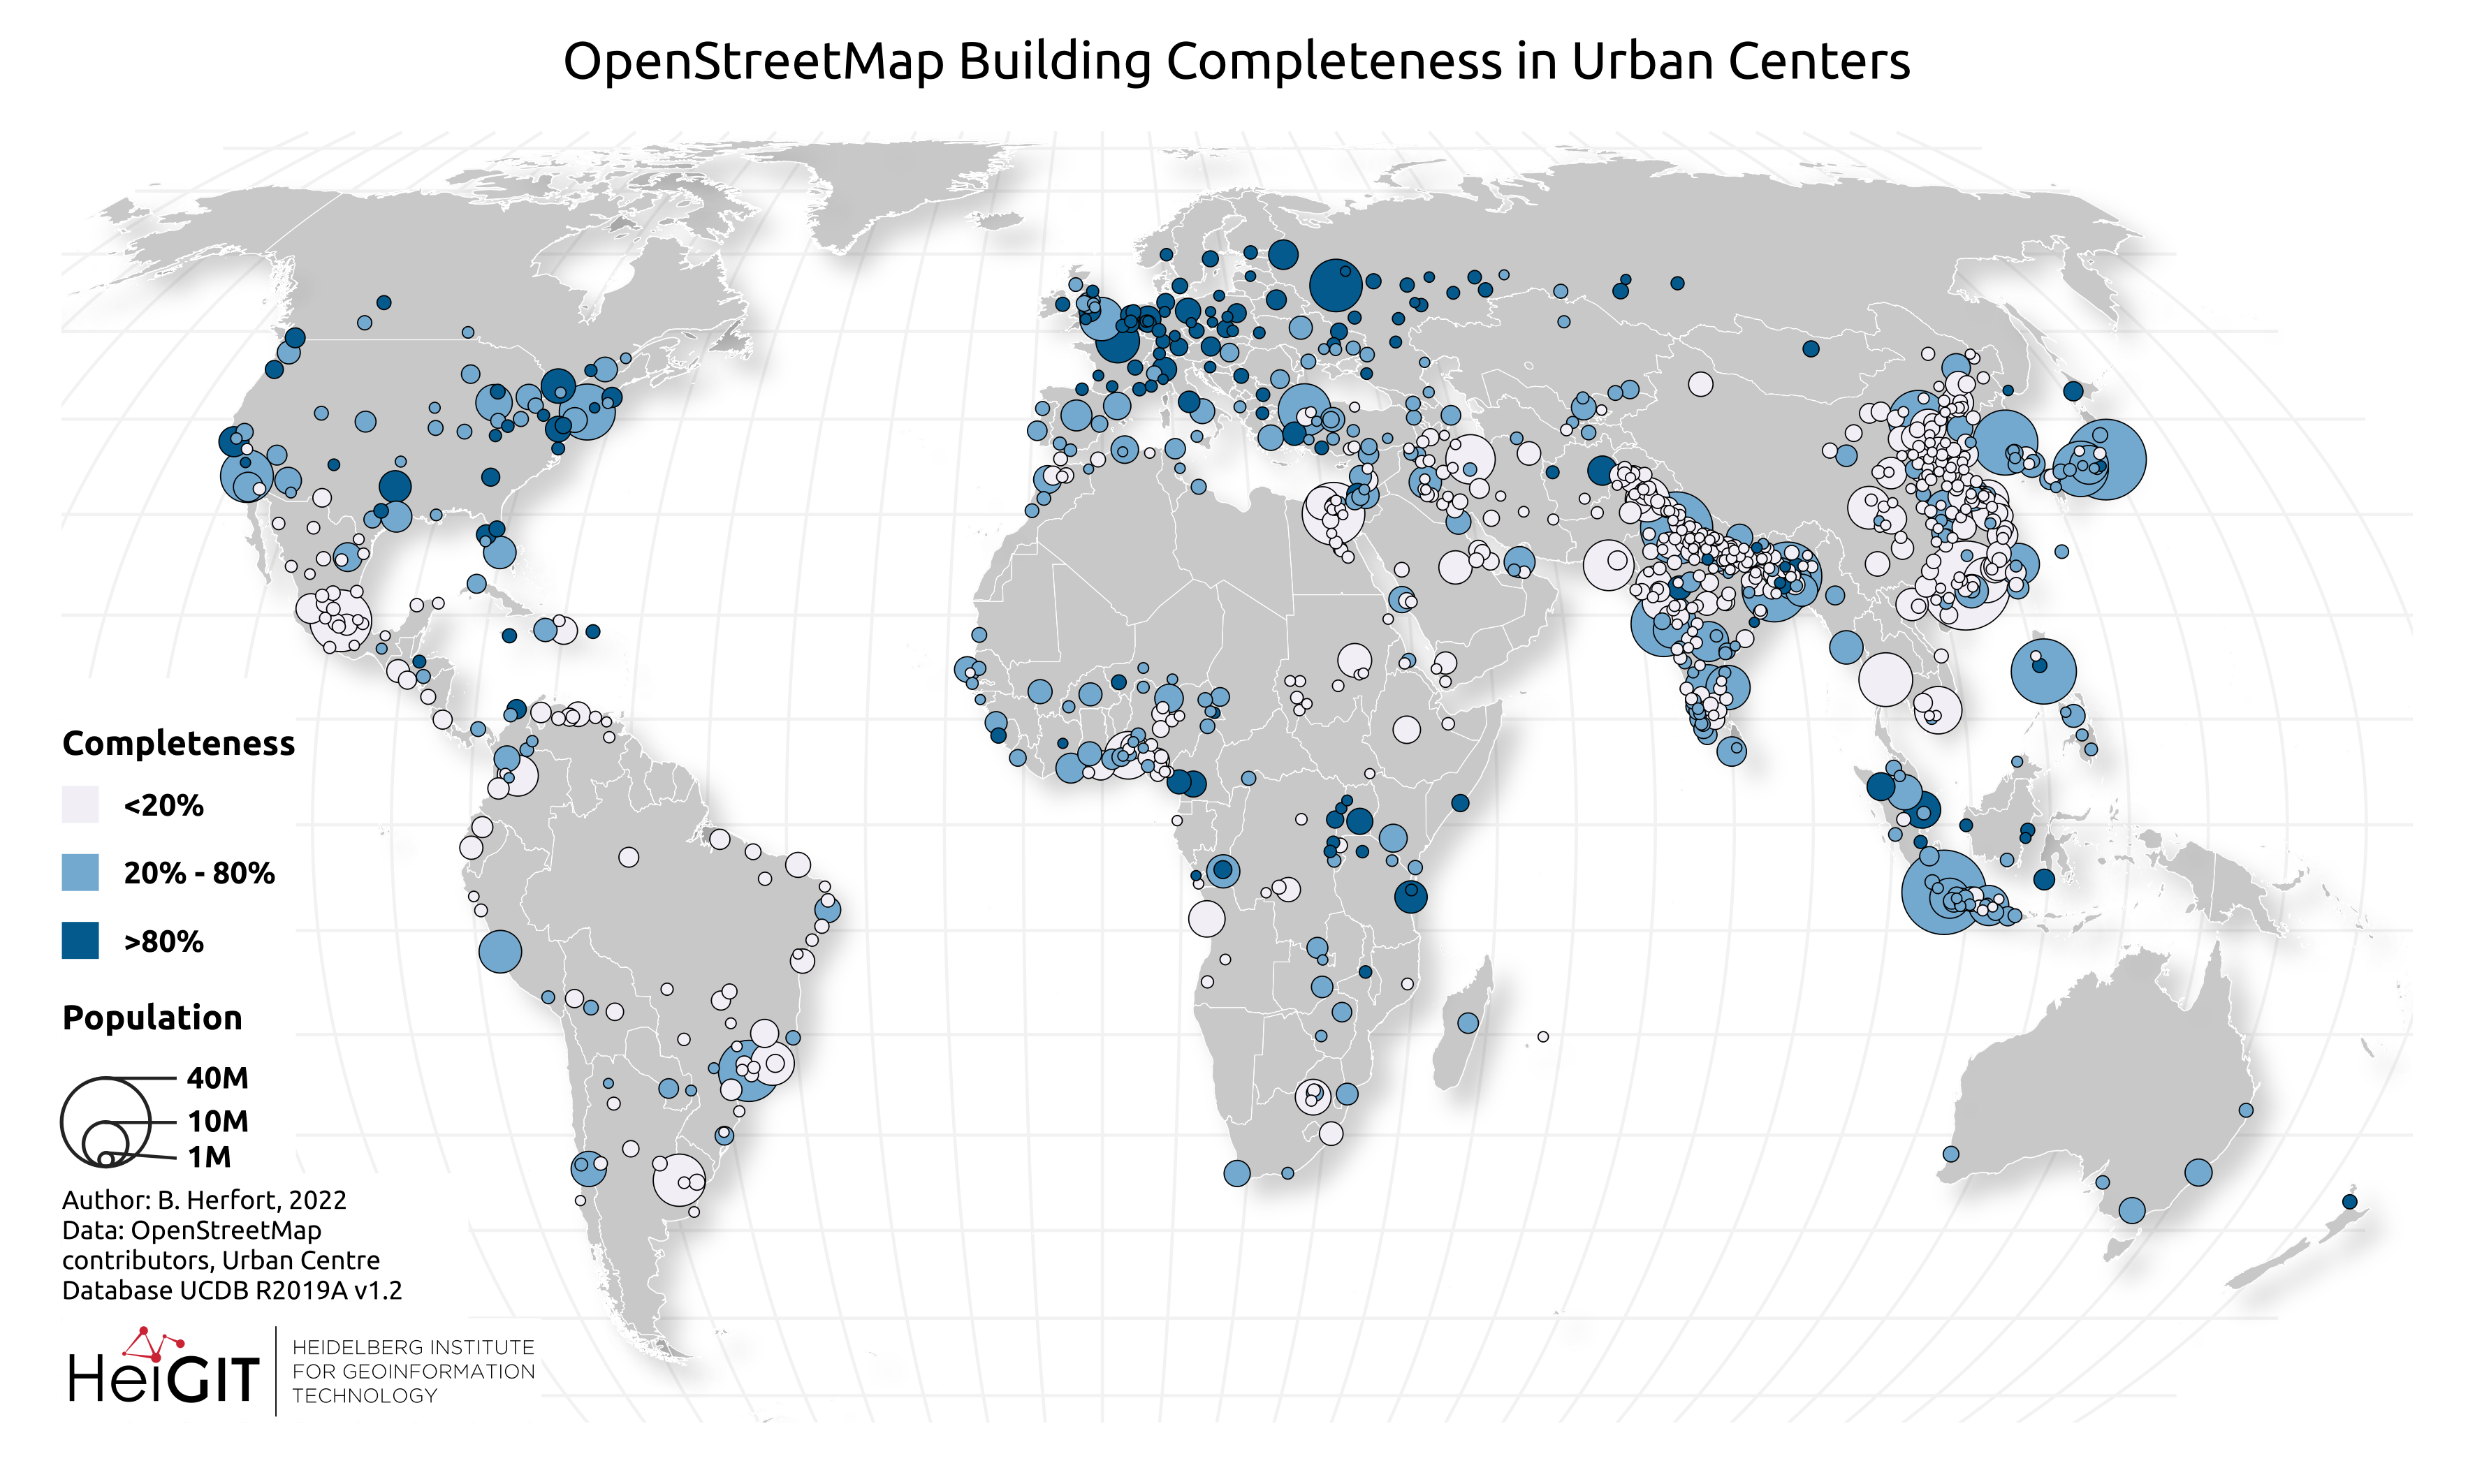 OpenStreetMap Building Completeness in Urban Centers
Completeness
<20%
20% - 80%
>80%
Population
40M
10M
1M
Author: B. Herfort, 2022
Data: OpenStreetMap
contributors, Urban Centre
Database UCDB R2019A v1.2
HeiGIT
HEIDELBERG INSTITUTE
FOR GEOINFORMATION
TECHNOLOGY